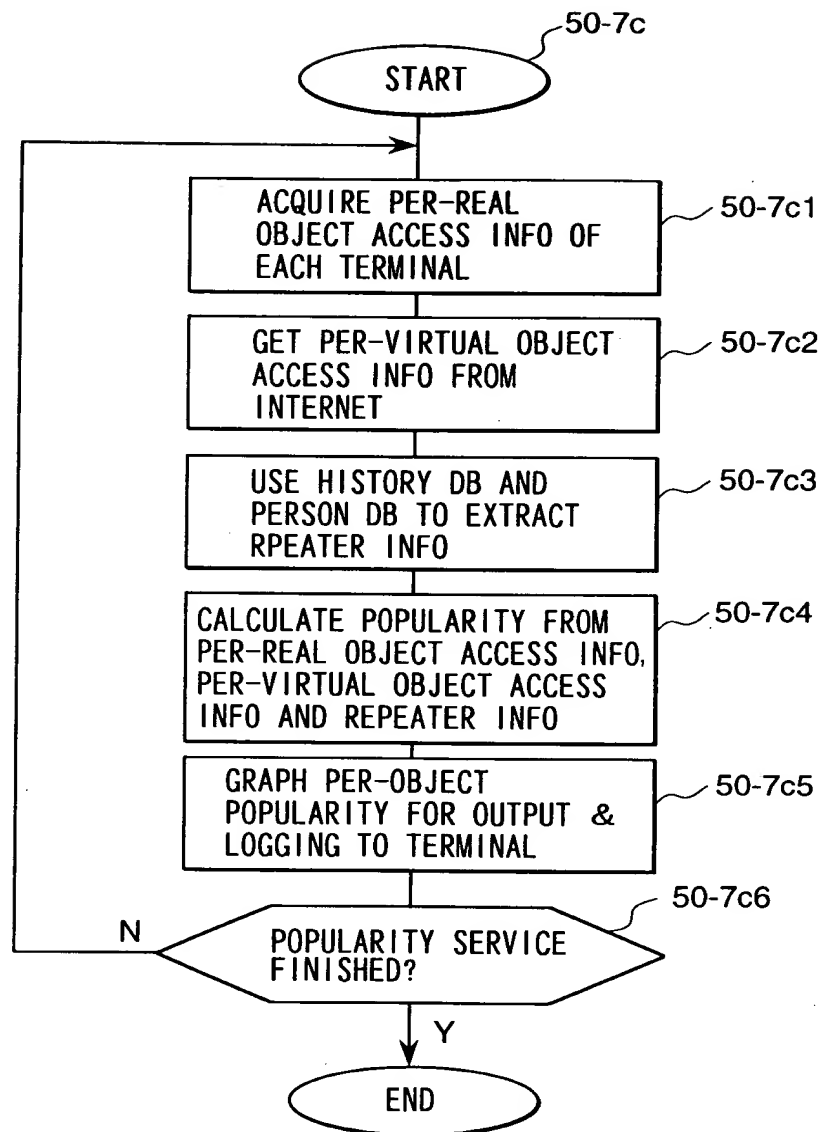 50-7c
START
ACQUIRE PER-REAL
OBJECT ACCESS INFO OF
EACH TERMINAL
50-7c1
GET PER-VIRTUAL OBJECT
ACCESS INFO FROM
INTERNET
50-7c2
USE HISTORY DB AND
PERSON DB TO EXTRACT
RPEATER INFO
50-7c3
CALCULATE POPULARITY FROM
PER-REAL OBJECT ACCESS INFO,
PER-VIRTUAL OBJECT ACCESS
INFO AND REPEATER INFO
50-7c4
GRAPH PER-OBJECT
POPULARITY FOR OUTPUT &
LOGGING TO TERMINAL
50-7c5
POPULARITY SERVICE
FINISHED?
50-7c6
N
Y
END